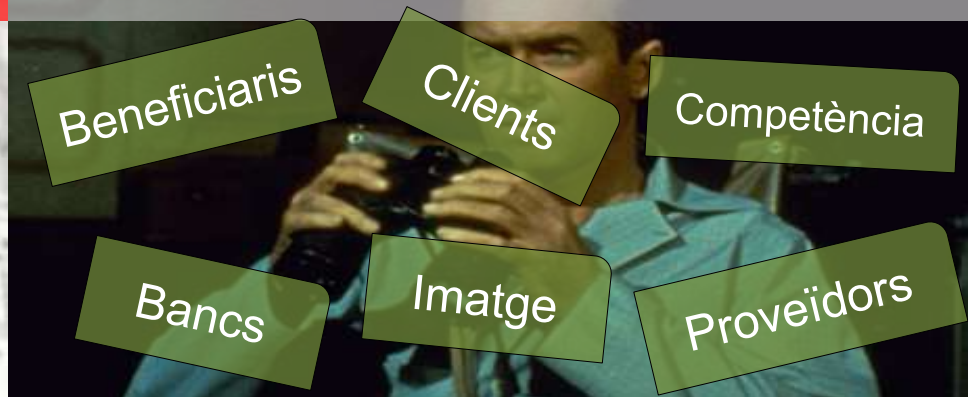 Beneficiaris
Clients
Competència
Bancs
Imatge
Proveïdors